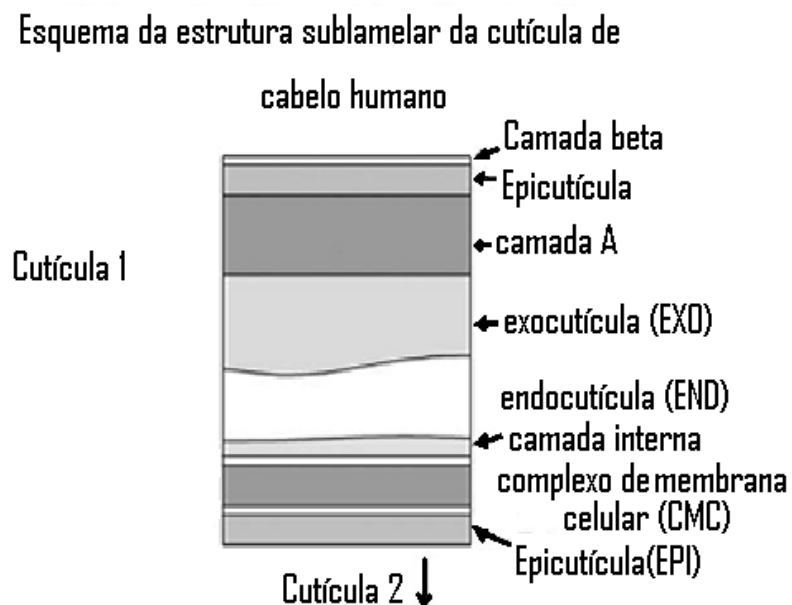 Esquema da estrutura sublamelar da cutícula de
cabelo humano
Camada beta
Epicutícula
camada A
Cutícula 1
exocutícula (EXO)
endocutícula (END)
camada interna
complexo de membrana
celular (CMC)
Epicutícula(EPI)
Cutícula 2